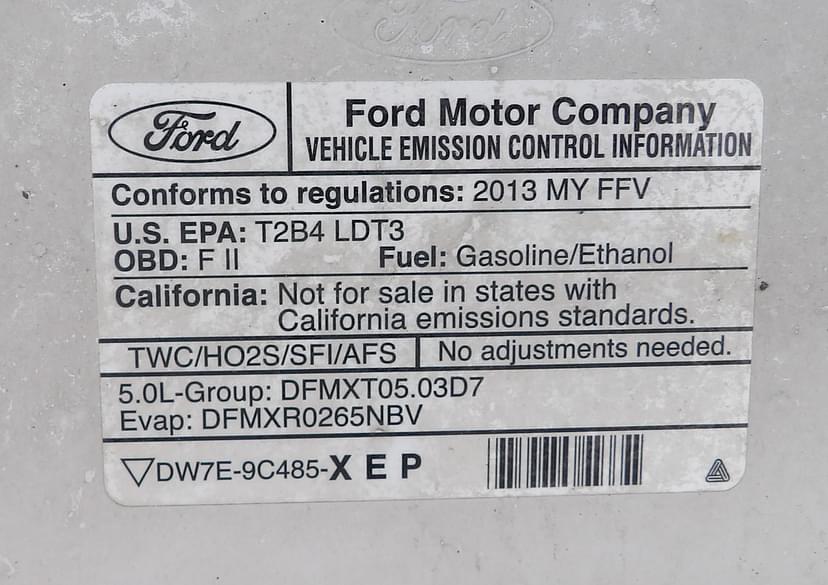 Ford
Ford
Ford Motor Company
VEHICLE EMISSION CONTROL INFORMATION
Conforms to regulations: 2013 MY FFV
U.S. EPA: T2B4 LDT3
OBD: F II Fuel: Gasoline/Ethanol
California: Not for sale in states with
California emissions standards.
TWC/HO2S/SFI/AFS No adjustments needed.
5.0L-Group: DFMXT05.03D7
Evap: DFMXR0265NBV
DW7E-9C485-X E P